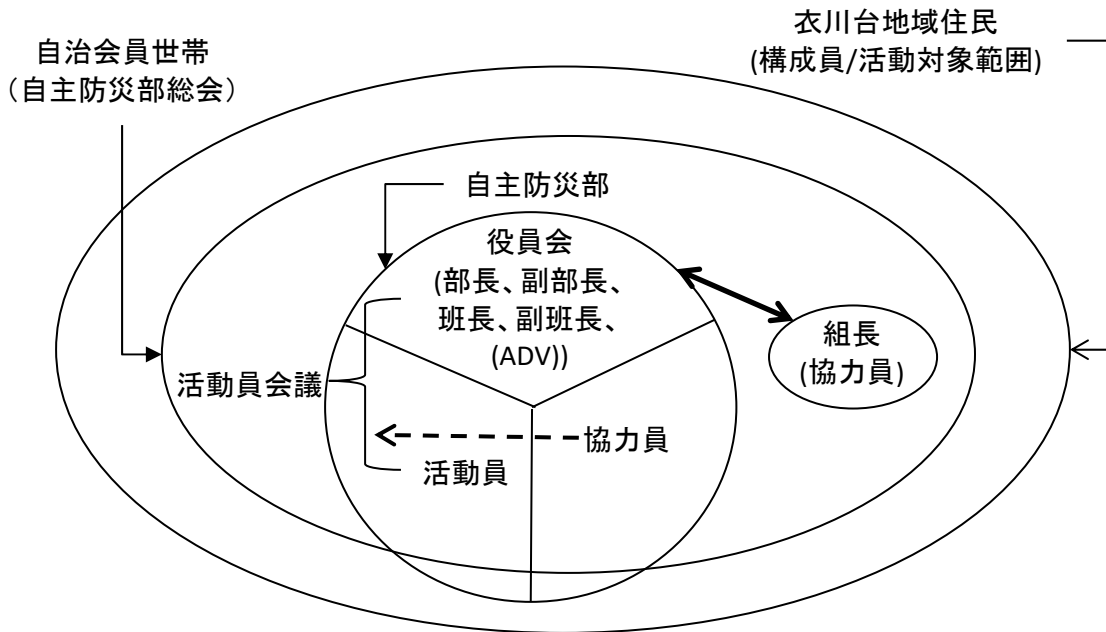 衣川台地域住民
(構成員/活動対象範囲)
自治会員世帯
（自主防災部総会）
自主防災部
役員会
(部長、副部長、
班長、副班長、
(ADV))
組長
(協力員)
活動員会議
協力員
活動員